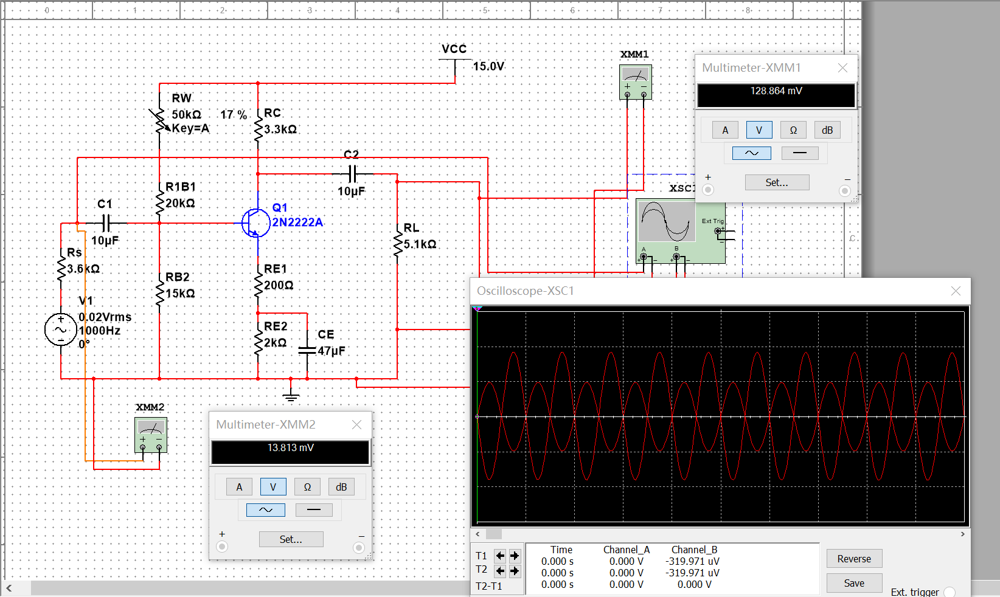 0 1 2 3 4 5 6 7 8
VCC
15.0V
XMM1
Multimeter-XMM1
128.864 mV
A V Ω dB
+
Set...
−
RW
50kΩ 17 %
Key=A
RC
3.3kΩ
C2
10µF
R1B1
20kΩ
C1
10µF
Q1
2N2222A
XSC1
Ext Trig
+
−
A
B
+ − + −
C
RL
5.1kΩ
Rs
3.6kΩ
RB2
15kΩ
RE1
200Ω
V1
0.02Vrms
1000Hz
0°
RE2
2kΩ
CE
47µF
Oscilloscope-XSC1
XMM2
+ −
Multimeter-XMM2
13.813 mV
A V Ω dB
+
Set...
−
T1
T2
T2-T1
Time Channel_A Channel_B
0.000 s 0.000 V -319.971 uV
0.000 s 0.000 V -319.971 uV
0.000 s 0.000 V 0.000 V
Reverse
Save
Ext. trigger